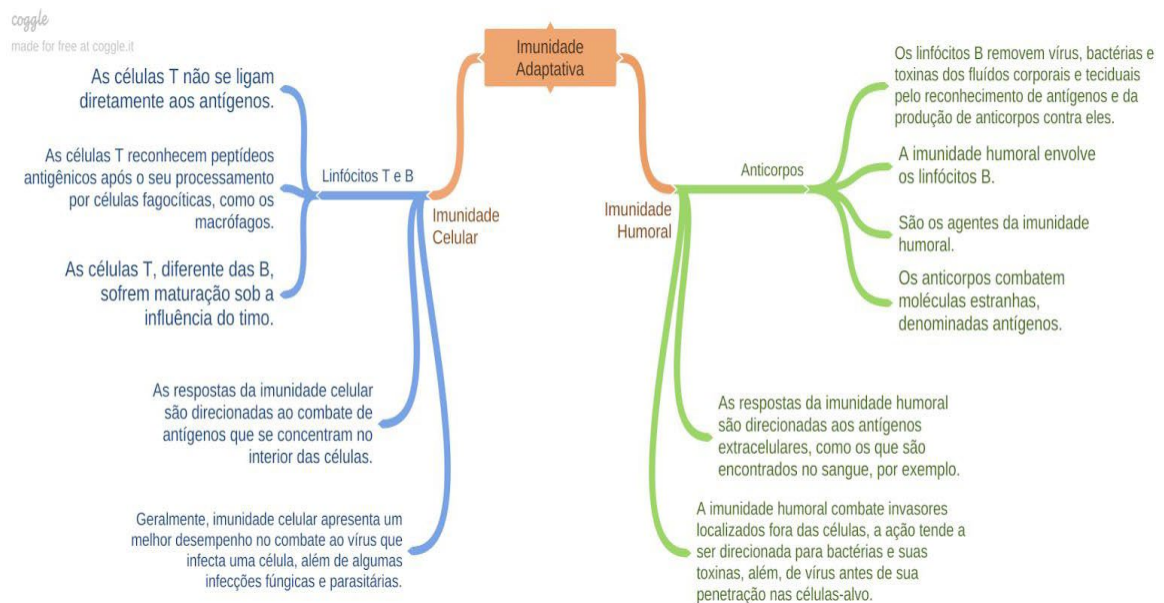 coggle
made for free at coggle.it
Imunidade
Adaptativa
As células T não se ligam
diretamente aos antígenos.
As células T reconhecem peptídeos
antigênicos após o seu processamento
por células fagocíticas, como os
macrófagos.
As células T, diferente das B,
sofrem maturação sob a
influência do timo.
Linfócitos T e B
Imunidade
Celular
As respostas da imunidade celular
são direcionadas ao combate de
antígenos que se concentram no
interior das células.
Geralmente, imunidade celular apresenta um
melhor desempenho no combate ao vírus que
infecta uma célula, além de algumas
infecções fúngicas e parasitárias.
Imunidade
Humoral
Anticorpos
Os linfócitos B removem vírus, bactérias e
toxinas dos fluídos corporais e teciduais
pelo reconhecimento de antígenos e da
produção de anticorpos contra eles.
A imunidade humoral envolve
os linfócitos B.
São os agentes da imunidade
humoral.
Os anticorpos combatem
moléculas estranhas,
denominadas antígenos.
As respostas da imunidade humoral
são direcionadas aos antígenos
extracelulares, como os que são
encontrados no sangue, por exemplo.
A imunidade humoral combate invasores
localizados fora das células, a ação tende a
ser direcionada para bactérias e suas
toxinas, além, de vírus antes de sua
penetração nas células-alvo.